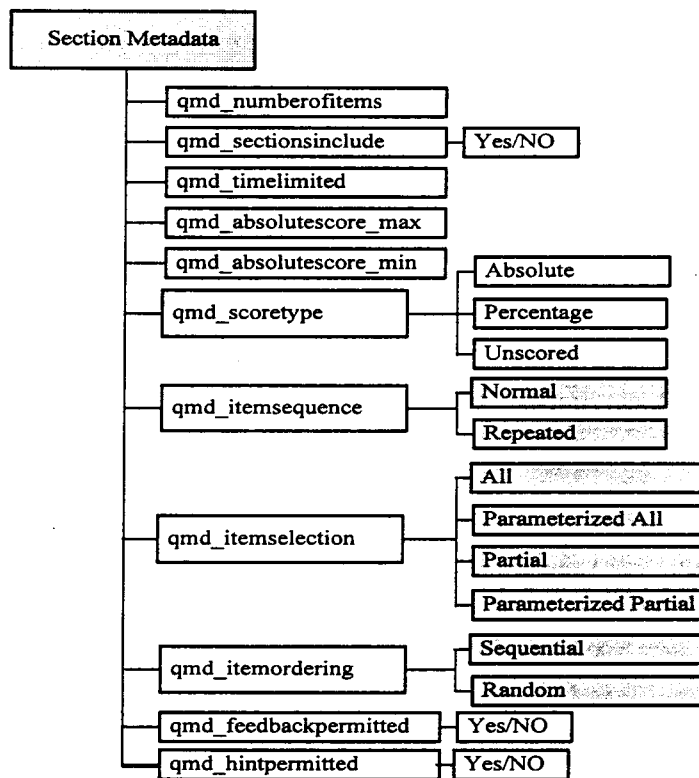 Section Metadata
qmd_numberofitems
qmd_sectionsinclude Yes/NO
qmd_timelimited
qmd_absolutescore_max
qmd_absolutescore_min
qmd_scoretype
Absolute
Percentage
Unscored
qmd_itemsequence
Normal
Repeated
qmd_itemselection
All
Parameterized All
Partial
Parameterized Partial
qmd_itemordering
Sequential
Random
qmd_feedbackpermitted Yes/NO
qmd_hintpermitted Yes/NO